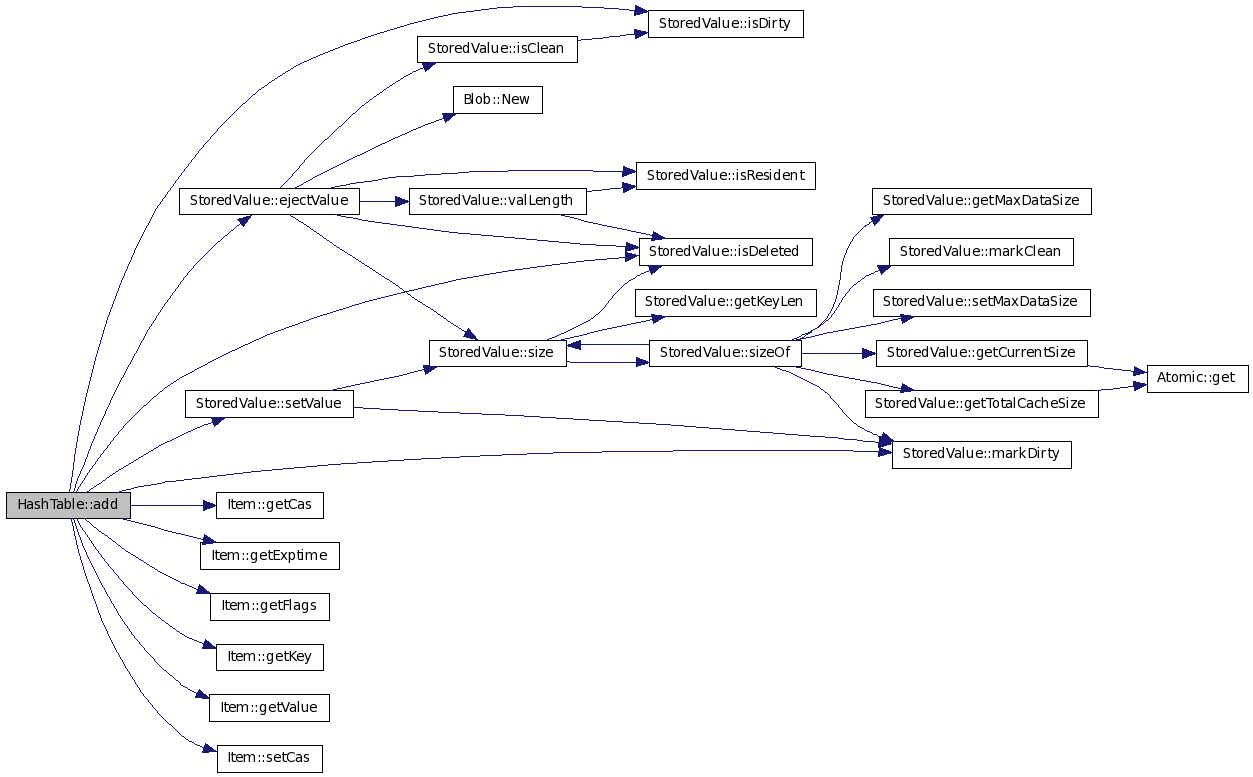 StoredValue::isDirty
StoredValue::isClean
Blob::New
StoredValue::isResident
StoredValue::ejectValue
StoredValue::valLength
StoredValue::getMaxDataSize
StoredValue::isDeleted
StoredValue::markClean
StoredValue::getKeyLen
StoredValue::setMaxDataSize
StoredValue::size
StoredValue::sizeOf
StoredValue::getCurrentSize
Atomic::get
StoredValue::setValue
StoredValue::getTotalCacheSize
StoredValue::markDirty
HashTable::add
Item::getCas
Item::getExptime
Item::getFlags
Item::getKey
Item::getValue
Item::setCas